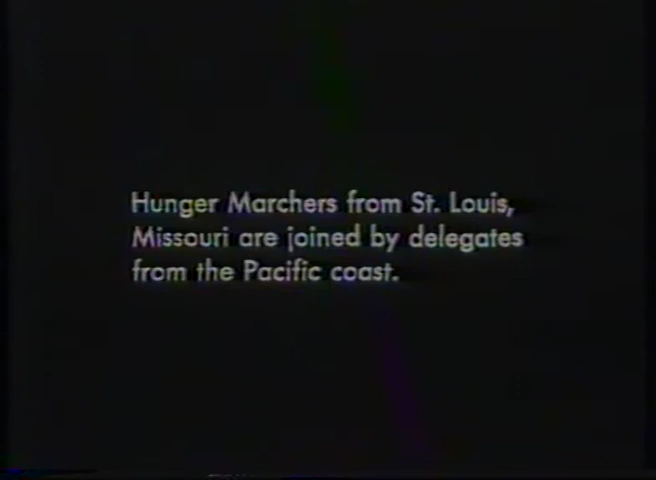 Hunger Marchers from St. Louis,
Missouri are joined by delegates
from the Pacific coast.